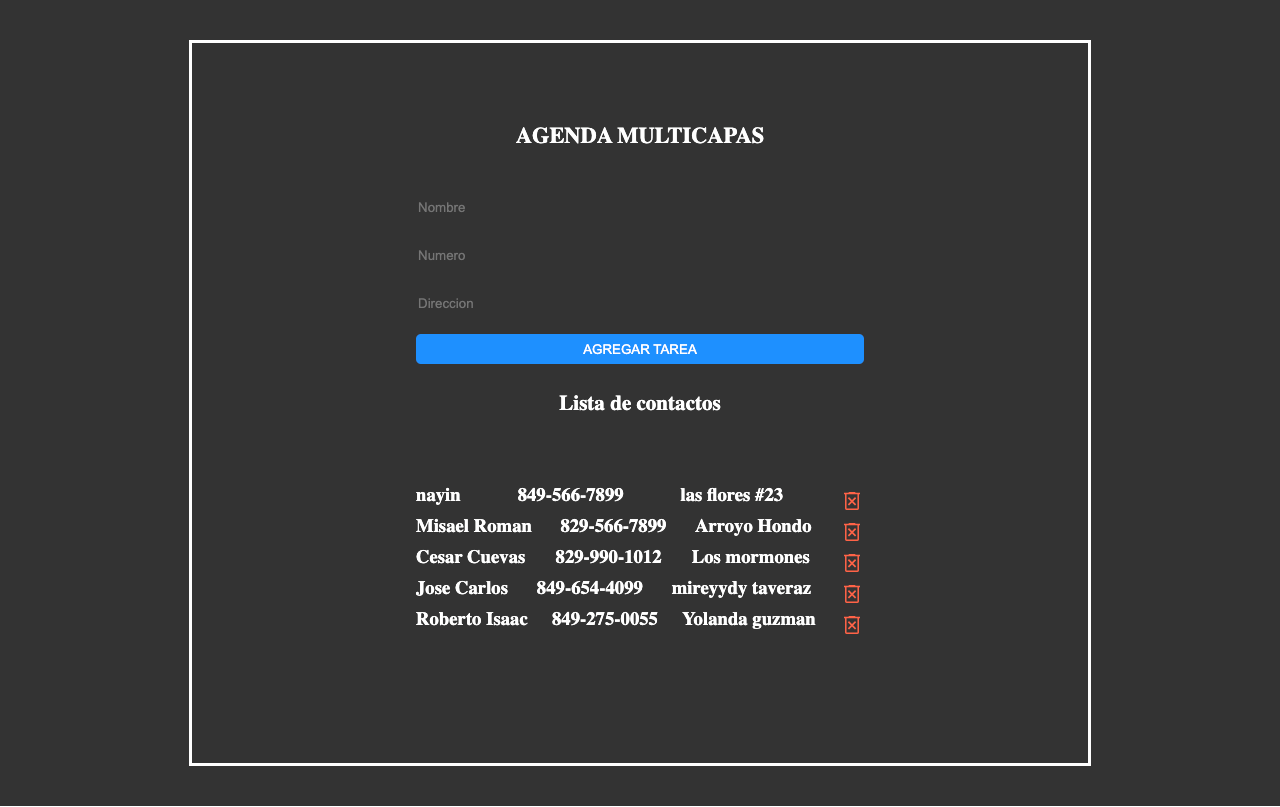 AGENDA MULTICAPAS
Nombre
Numero
Direccion
AGREGAR TAREA
Lista de contactos
nayin 849-566-7899 las flores #23
Misael Roman 829-566-7899 Arroyo Hondo
Cesar Cuevas 829-990-1012 Los mormones
Jose Carlos 849-654-4099 mireyydy taveraz
Roberto Isaac 849-275-0055 Yolanda guzman